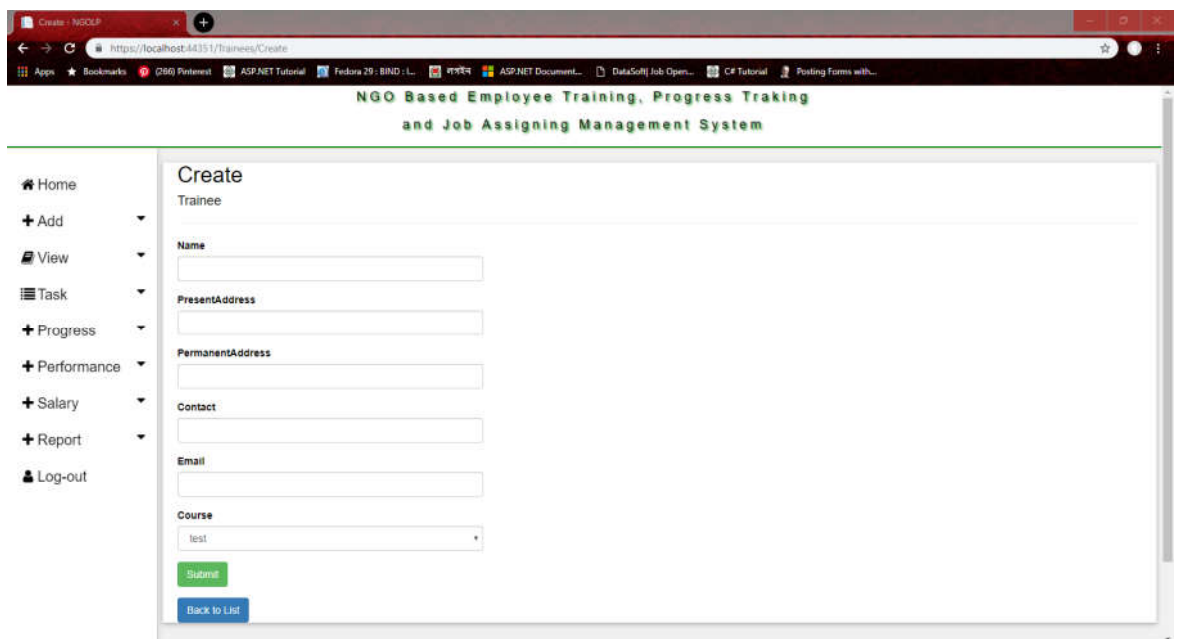 Create - NGOLP
https://localhost:44351/Trainees/Create
Apps Bookmarks (266) Pinterest ASP.NET Tutorial Fedora 29 : BIND : L... ASP.NET Document... DataSoft| Job Open... C# Tutorial Posting Forms with...
NGO Based Employee Training, Progress Traking
and Job Assigning Management System
Home
Add
View
Task
Progress
Performance
Salary
Report
Log-out
Create
Trainee
Name
PresentAddress
PermanentAddress
Contact
Email
Course
test
Submit
Back to List